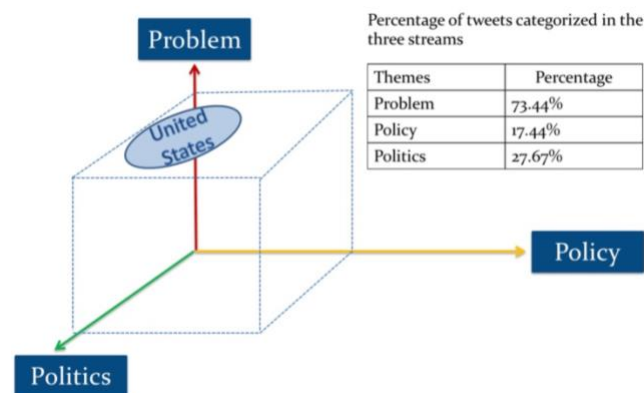 Problem
United
States
Policy
Politics
Percentage of tweets categorized in the
three streams
Themes Percentage
Problem 73.44%
Policy 17.44%
Politics 27.67%